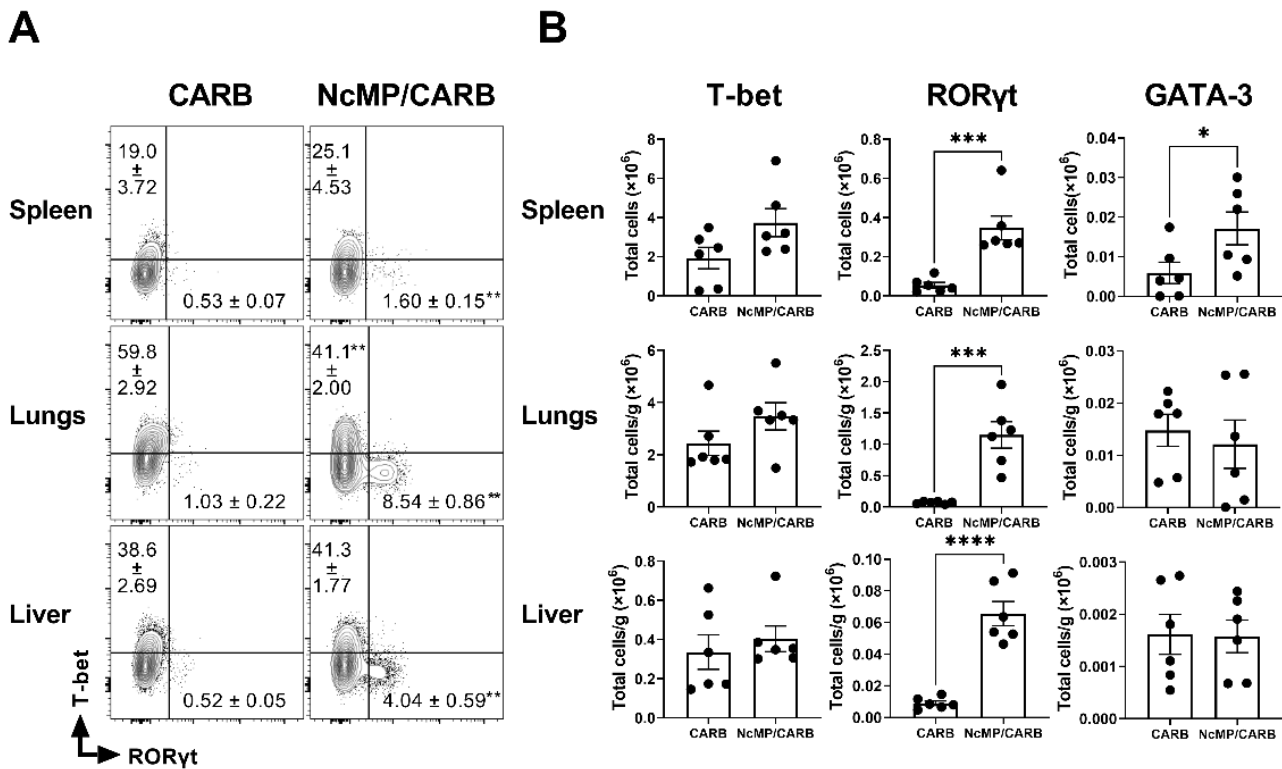 A
B
CARB
NcMP/CARB
Spleen
19.0
±
3.72
0.53 ± 0.07
25.1
±
4.53
1.60 ± 0.15**
Lungs
59.8
±
2.92
1.03 ± 0.22
41.1**
±
2.00
8.54 ± 0.86**
Liver
38.6
±
2.69
0.52 ± 0.05
41.3
±
1.77
4.04 ± 0.59**
T-bet
RORγt
T-bet
RORγt
GATA-3
Spleen
Total cells (×10⁶)
8
6
4
2
0
CARB
NcMP/CARB
Total cells (×10⁶)
0.8
0.6
0.4
0.2
0.0
***
CARB
NcMP/CARB
Total cells(×10⁶)
0.04
0.03
0.02
0.01
0.00
*
CARB
NcMP/CARB
Lungs
Total cells/g (×10⁶)
6
4
2
0
CARB
NcMP/CARB
Total cells/g (×10⁶)
2.5
2.0
1.5
1.0
0.5
0.0
***
CARB
NcMP/CARB
Total cells/g (×10⁶)
0.03
0.02
0.01
0.00
CARB
NcMP/CARB
Liver
Total cells/g (×10⁶)
0.8
0.6
0.4
0.2
0.0
CARB
NcMP/CARB
Total cells/g (×10⁶)
0.10
0.08
0.06
0.04
0.02
0.00
****
CARB
NcMP/CARB
Total cells/g (×10⁶)
0.003
0.002
0.001
0.000
CARB
NcMP/CARB